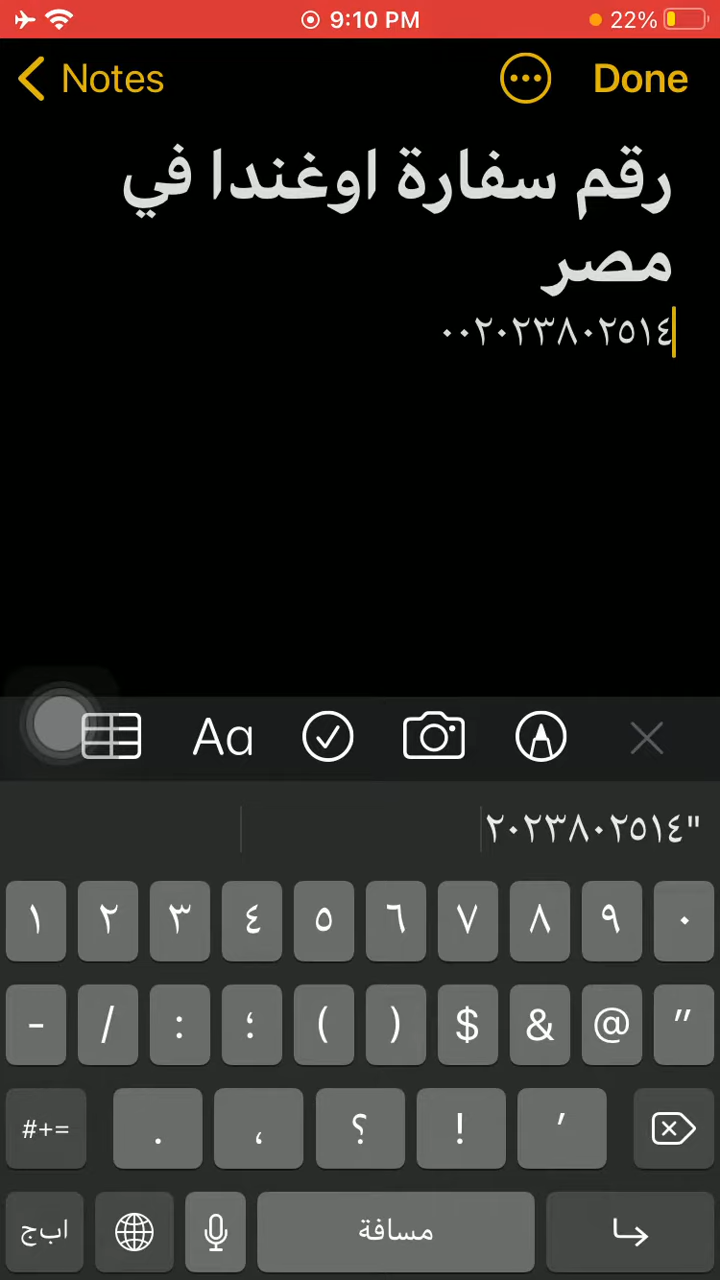 9:10 PM
22%
Notes
Done
رقم سفارة اوغندا في
مصر
٠٠٢٠٢٣٨٠٢٥١٤
Aa
٢٠٢٣٨٠٢٥١٤"
١ ٢ ٣ ٤ ٥ ٦ ٧ ٨ ٩ ٠
- / : ؛ ( ) $ & @ "
#+= . ، ؟ ! ’
اب‌ج مسافة